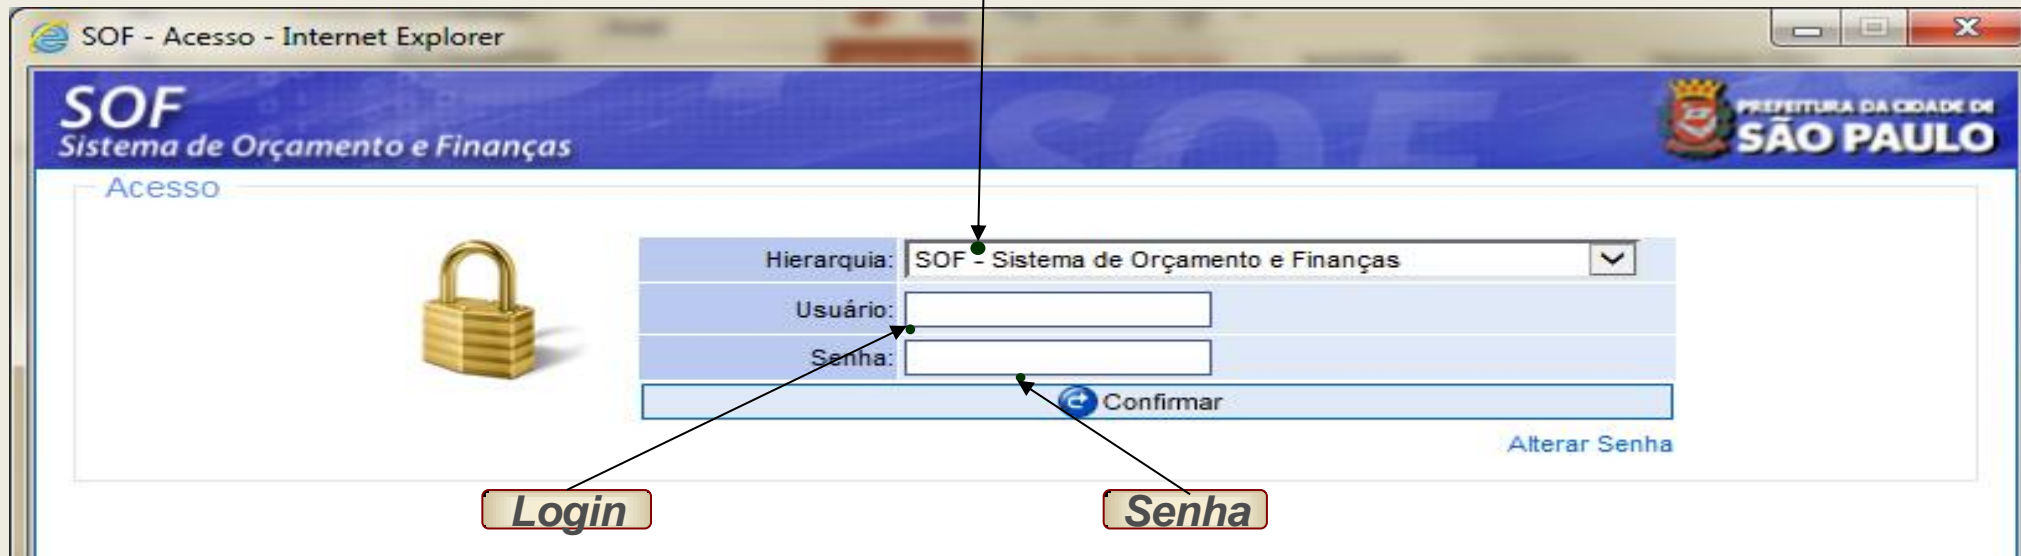 SOF - Acesso - Internet Explorer
SOF
Sistema de Orçamento e Finanças
PREFEITURA DA CIDADE DE
SÃO PAULO
Acesso
Hierarquia: SOF - Sistema de Orçamento e Finanças
Usuário:
Senha:
Confirmar
Alterar Senha
Login
Senha